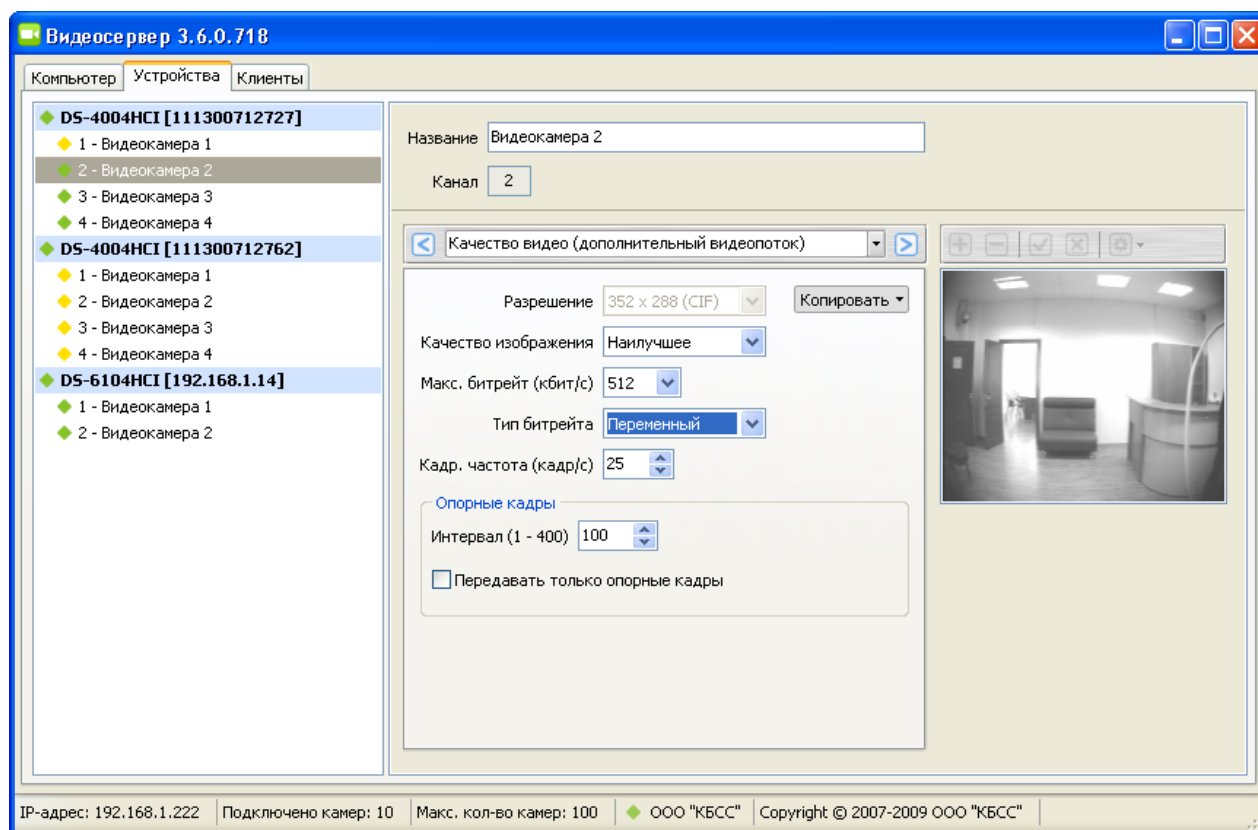 Видеосервер 3.6.0.718
Компьютер Устройства Клиенты
DS-4004HCI [111300712727]
1 - Видеокамера 1
2 - Видеокамера 2
3 - Видеокамера 3
4 - Видеокамера 4
DS-4004HCI [111300712762]
1 - Видеокамера 1
2 - Видеокамера 2
3 - Видеокамера 3
4 - Видеокамера 4
DS-6104HCI [192.168.1.14]
1 - Видеокамера 1
2 - Видеокамера 2
Название Видеокамера 2
Канал 2
Качество видео (дополнительный видеопоток)
Разрешение 352 x 288 (CIF) Копировать
Качество изображения Наилучшее
Макс. битрейт (кбит/с) 512
Тип битрейта Переменный
Кадр. частота (кадр/с) 25
Опорные кадры
Интервал (1 - 400) 100
Передавать только опорные кадры
IP-адрес: 192.168.1.222 Подключено камер: 10 Макс. кол-во камер: 100 ООО "КБСС" Copyright © 2007-2009 ООО "КБСС"